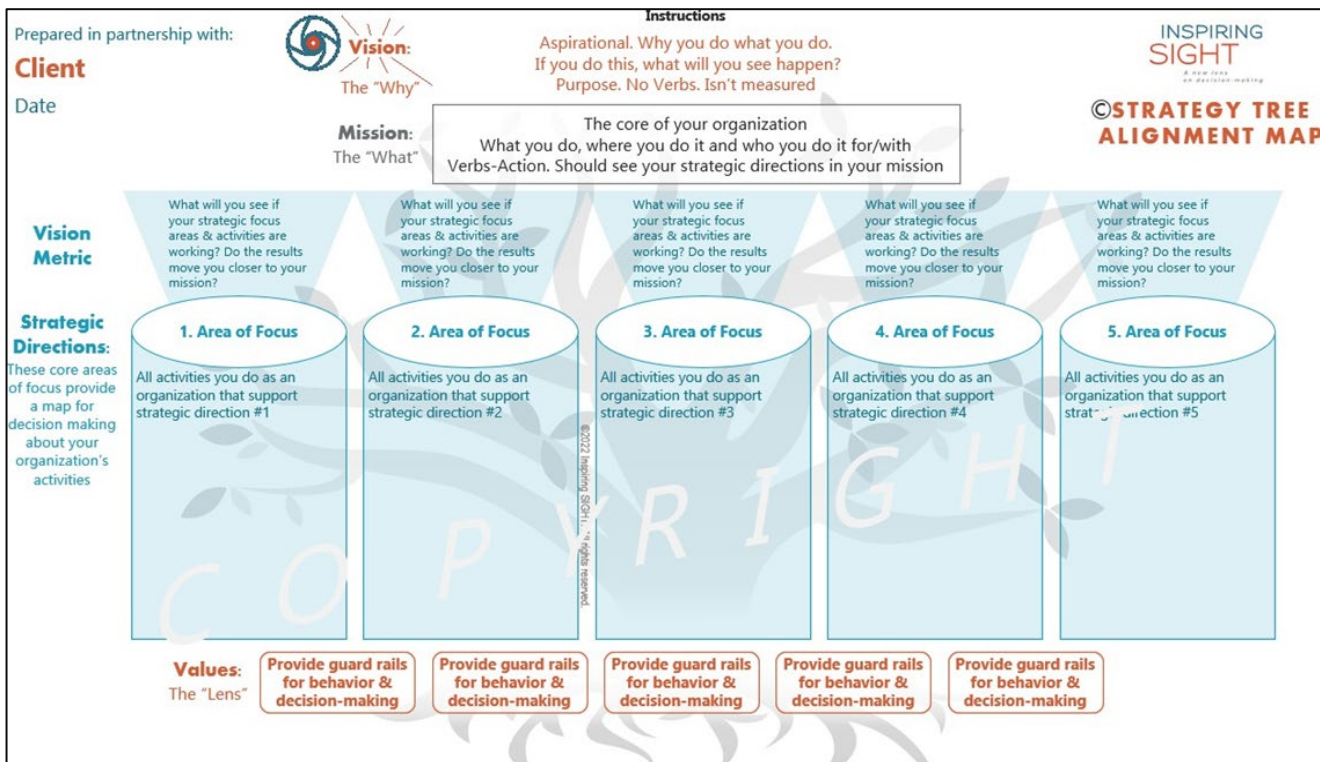 Instructions
Prepared in partnership with:
Client
Date
Vision:
The "Why"
Aspirational. Why you do what you do.
If you do this, what will you see happen?
Purpose. No Verbs. Isn't measured
INSPIRING
SIGHT
A new lens
on decision-making
©STRATEGY TREE
ALIGNMENT MAP
Mission:
The "What"
The core of your organization
What you do, where you do it and who you do it for/with
Verbs-Action. Should see your strategic directions in your mission
Vision
Metric
What will you see if
your strategic focus
areas & activities are
working? Do the results
move you closer to your
mission?
What will you see if
your strategic focus
areas & activities are
working? Do the results
move you closer to your
mission?
What will you see if
your strategic focus
areas & activities are
working? Do the results
move you closer to your
mission?
What will you see if
your strategic focus
areas & activities are
working? Do the results
move you closer to your
mission?
What will you see if
your strategic focus
areas & activities are
working? Do the results
move you closer to your
mission?
Strategic
Directions:
These core areas
of focus provide
a map for
decision making
about your
organization's
activities
1. Area of Focus
All activities you do as an
organization that support
strategic direction #1
2. Area of Focus
All activities you do as an
organization that support
strategic direction #2
3. Area of Focus
All activities you do as an
organization that support
strategic direction #3
4. Area of Focus
All activities you do as an
organization that support
strategic direction #4
5. Area of Focus
All activities you do as an
organization that support
strategic direction #5
©2022 Inspiring SIGHT. All rights reserved.
COPYRIGHT
Values:
The "Lens"
Provide guard rails
for behavior &
decision-making
Provide guard rails
for behavior &
decision-making
Provide guard rails
for behavior &
decision-making
Provide guard rails
for behavior &
decision-making
Provide guard rails
for behavior &
decision-making